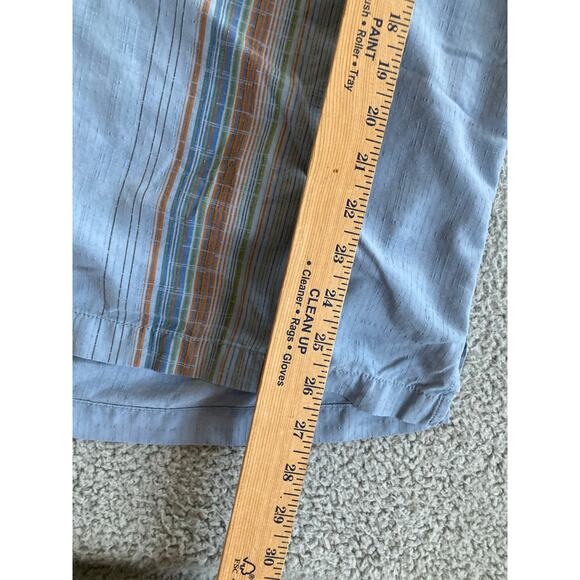 18
PAINT
ush • Roller • Tray
19
20
21
22
23
24
CLEAN UP
• Cleaner • Rags • Gloves
25
26
27
28
29
30
FSC